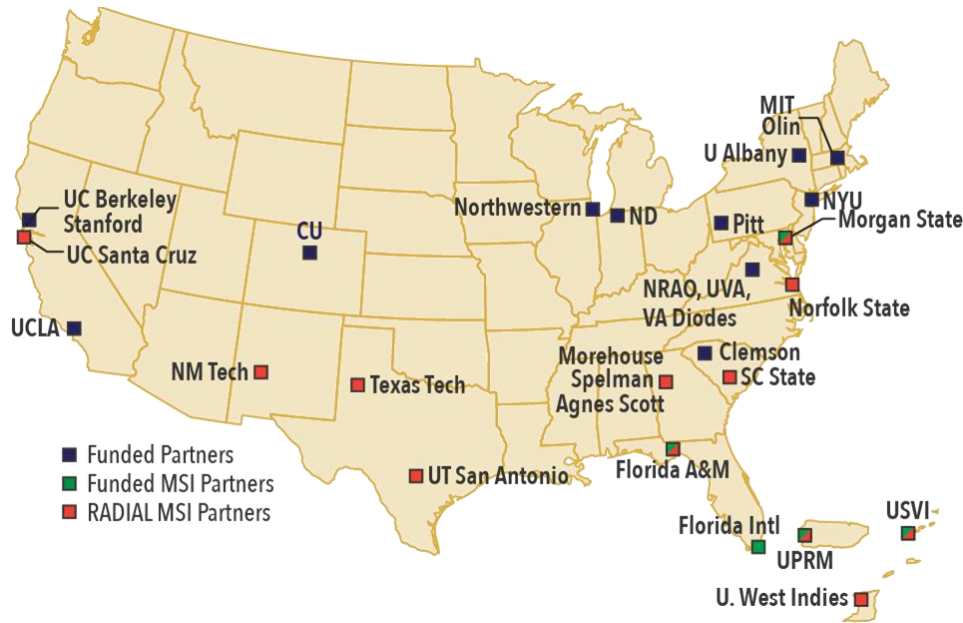 MIT
Olin
U Albany
NYU
Morgan State
Northwestern
ND
Pitt
UC Berkeley
Stanford
UC Santa Cruz
CU
NRAO, UVA,
VA Diodes
Norfolk State
UCLA
NM Tech
Texas Tech
Morehouse
Spelman
Agnes Scott
Clemson
SC State
Funded Partners
Funded MSI Partners
RADIAL MSI Partners
UT San Antonio
Florida A&M
Florida Intl
UPRM
USVI
U. West Indies